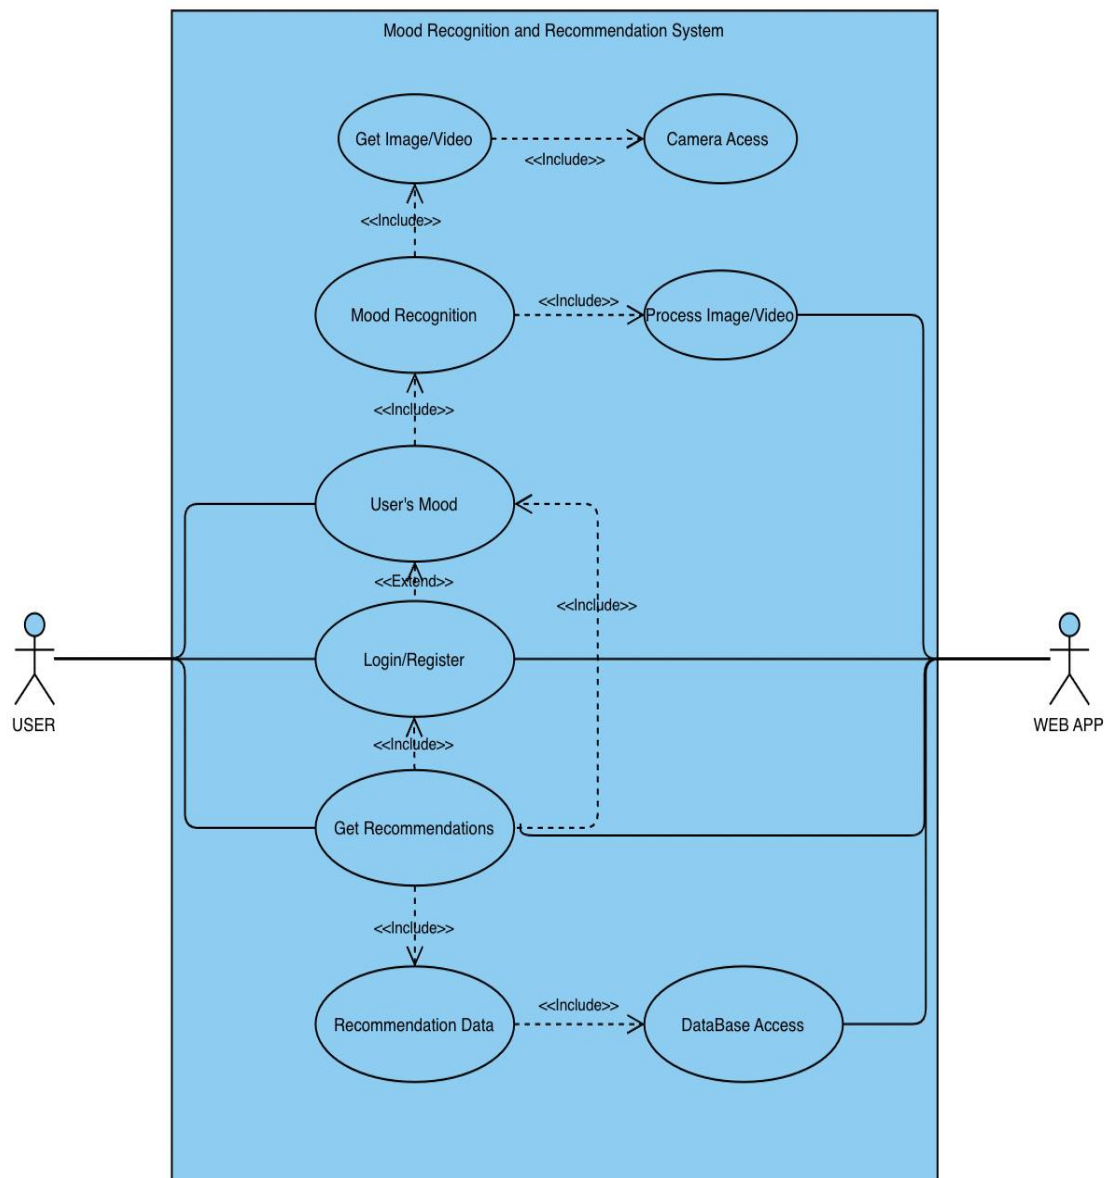 Mood Recognition and Recommendation System
Get Image/Video
Camera Acess
<<Include>>
<<Include>>
Mood Recognition
<<Include>>
Process Image/Video
<<Include>>
User's Mood
<<Extend>>
<<Include>>
Login/Register
USER
WEB APP
<<Include>>
Get Recommendations
<<Include>>
Recommendation Data
<<Include>>
DataBase Access